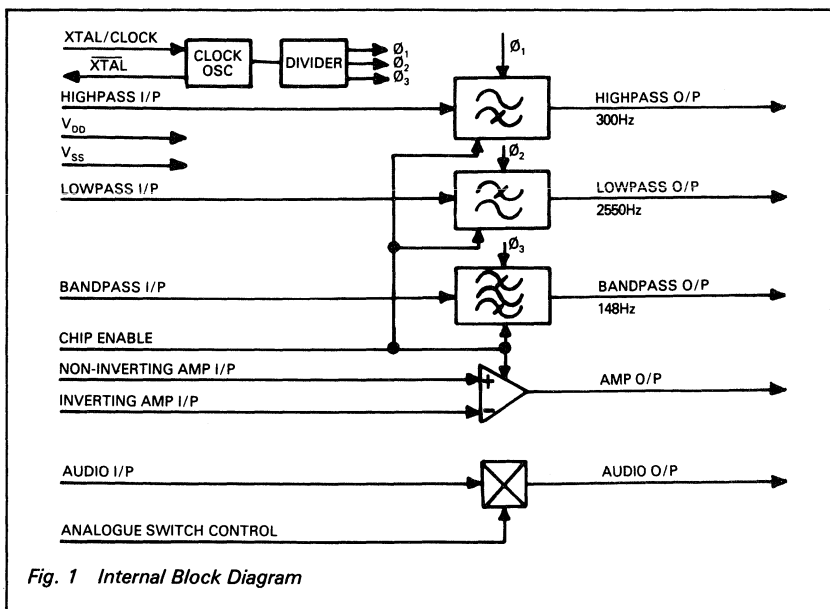 XTAL/CLOCK
XTAL
CLOCK
OSC
DIVIDER
Ø₁
Ø₂
Ø₃
Ø₁
HIGHPASS I/P
HIGHPASS O/P
300Hz
V_DD
V_SS
Ø₂
LOWPASS I/P
LOWPASS O/P
2550Hz
Ø₃
BANDPASS I/P
BANDPASS O/P
148Hz
CHIP ENABLE
NON-INVERTING AMP I/P
+
AMP O/P
INVERTING AMP I/P
−
AUDIO I/P
AUDIO O/P
ANALOGUE SWITCH CONTROL
Fig. 1 Internal Block Diagram